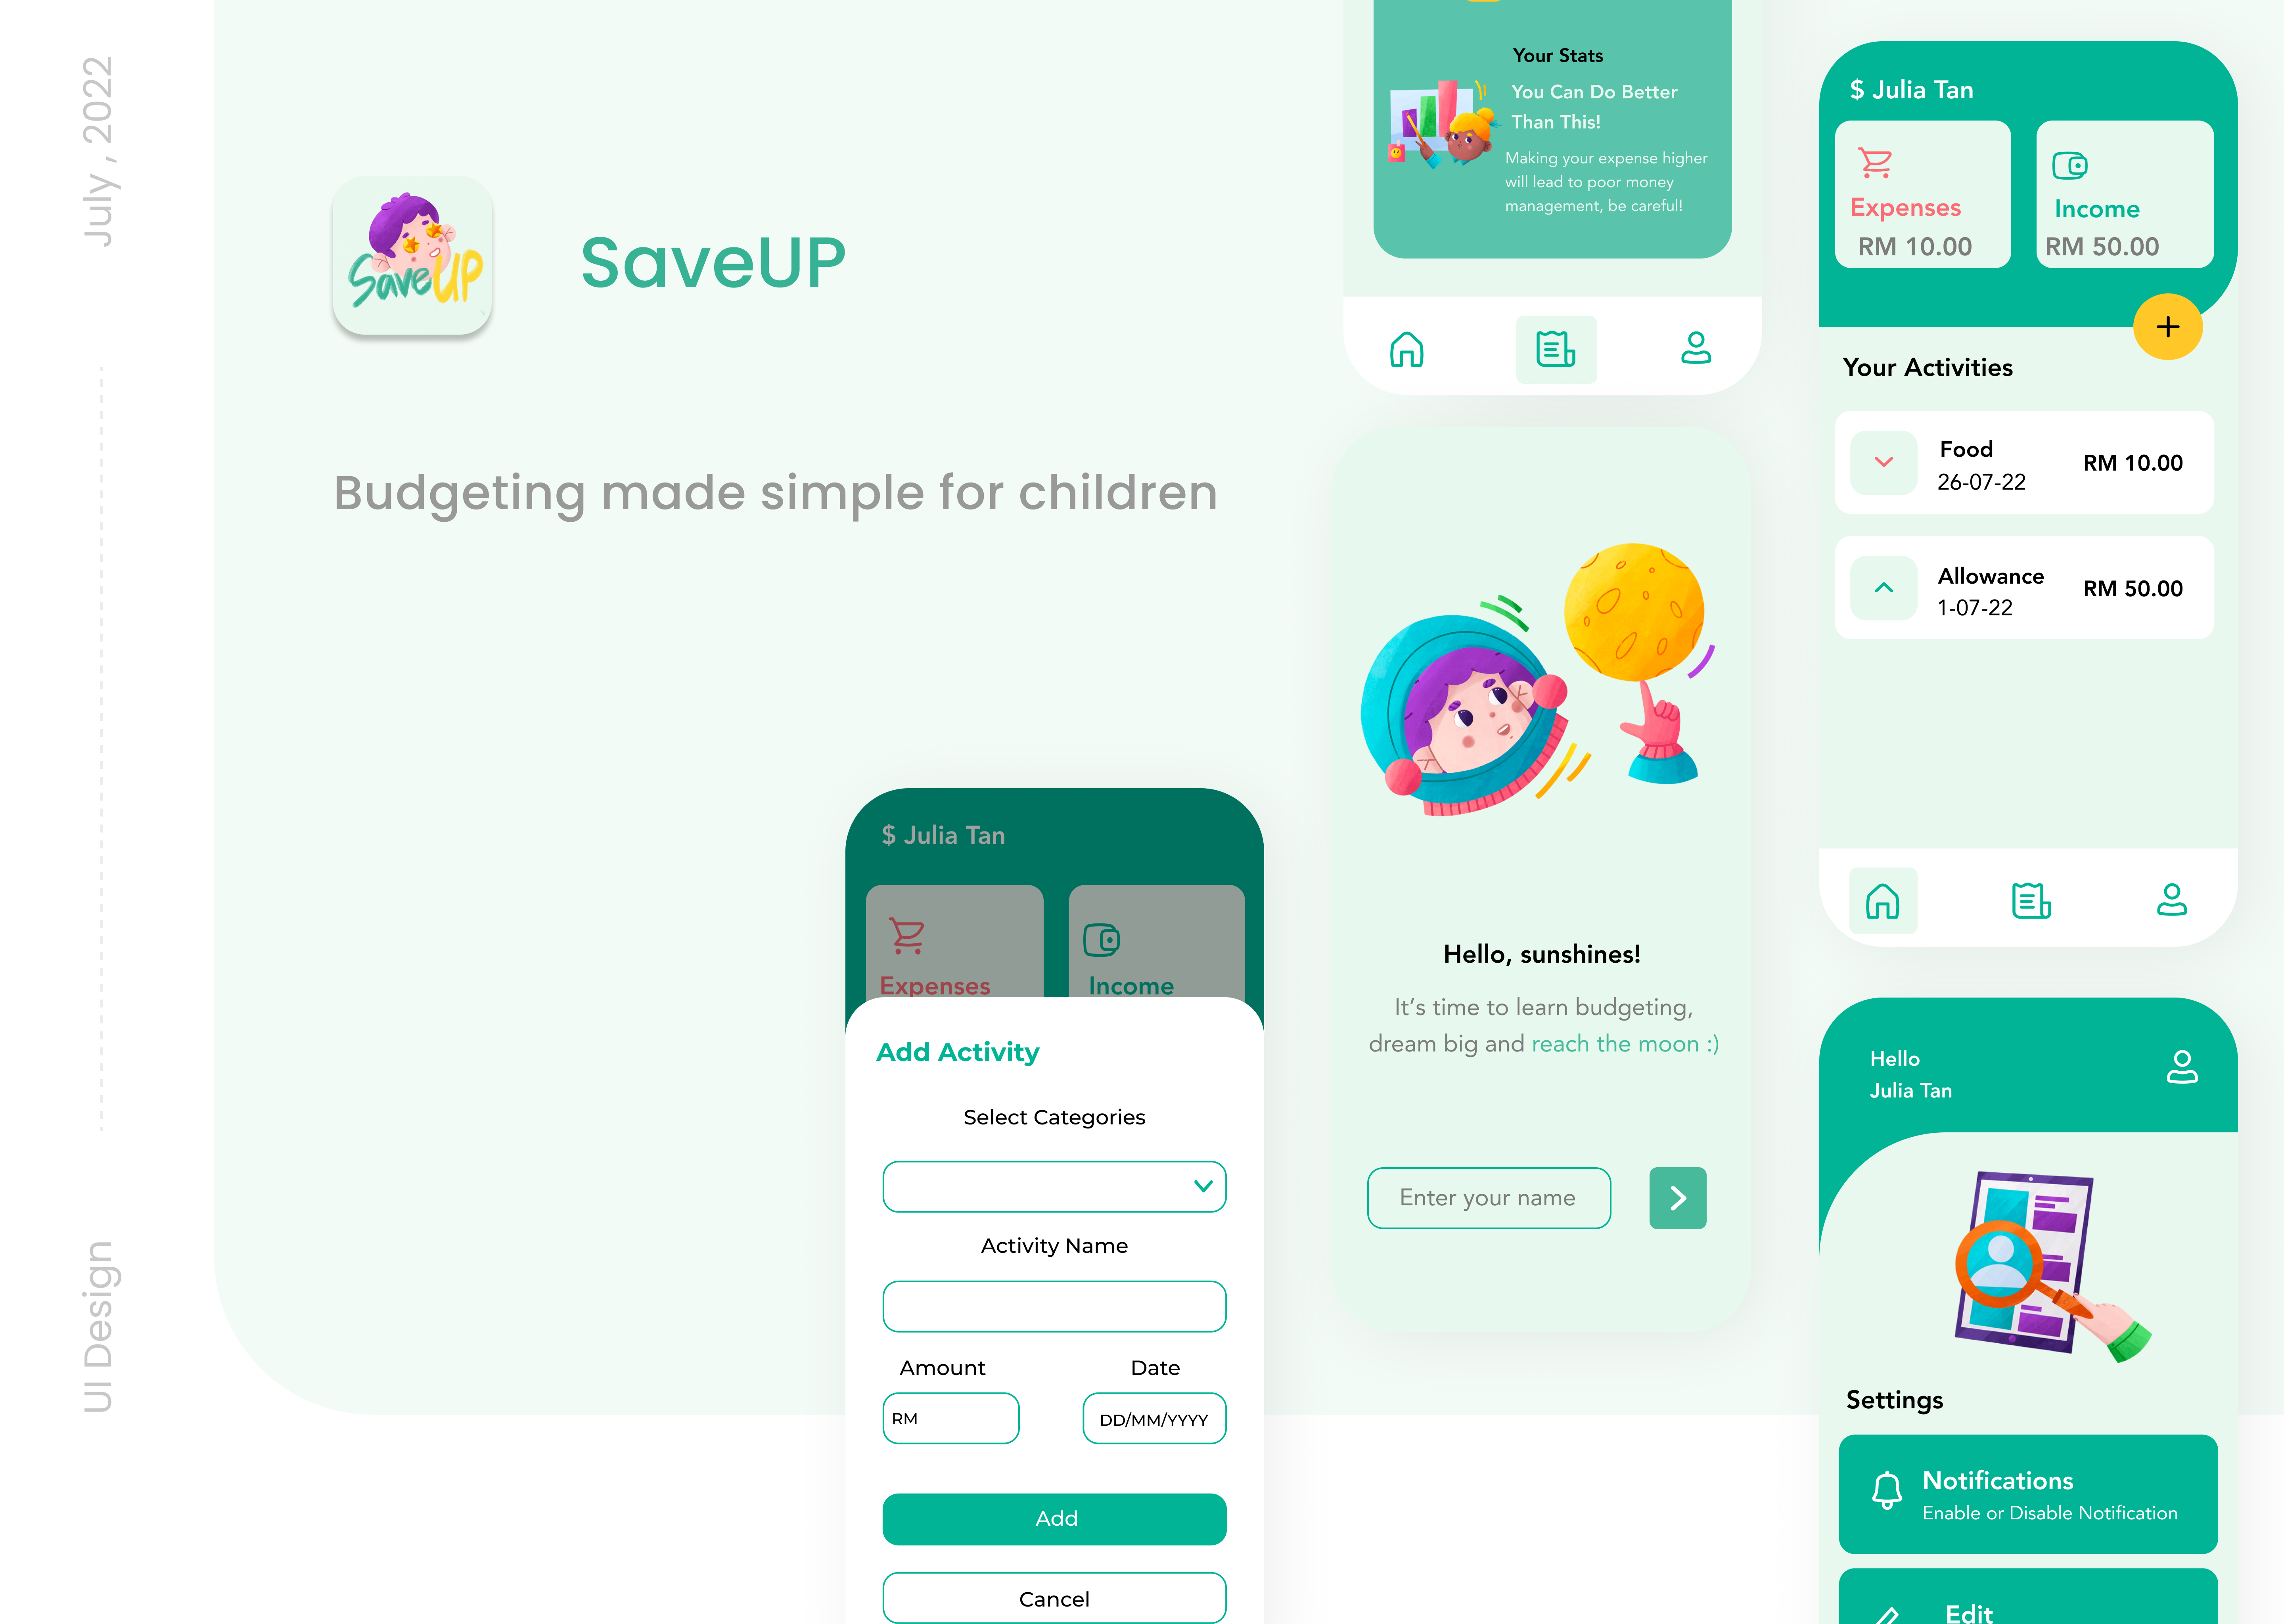 July , 2022
UI Design
SaveUP
SaveUP
Budgeting made simple for children
$ Julia Tan
Expenses
Income
Add Activity
Select Categories
Activity Name
Amount
Date
RM
DD/MM/YYYY
Add
Cancel
Your Stats
You Can Do Better
Than This!
Making your expense higher
will lead to poor money
management, be careful!
Hello, sunshines!
It's time to learn budgeting,
dream big and reach the moon :)
Enter your name
$ Julia Tan
Expenses
RM 10.00
Income
RM 50.00
Your Activities
Food
26-07-22
RM 10.00
Allowance
1-07-22
RM 50.00
Hello
Julia Tan
Settings
Notifications
Enable or Disable Notification
Edit